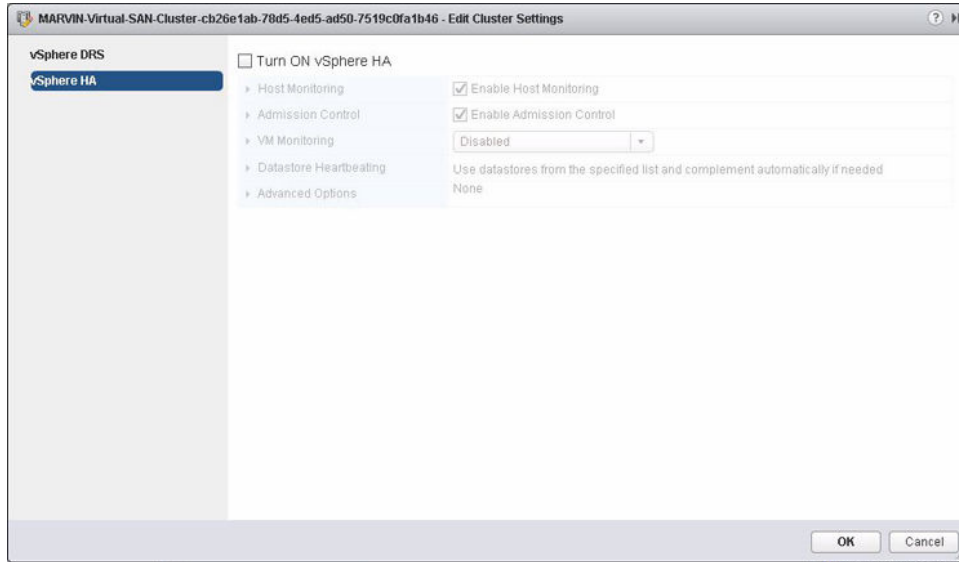 MARVIN-Virtual-SAN-Cluster-cb26e1ab-78d5-4ed5-ad50-7519c0fa1b46 - Edit Cluster Settings ?
vSphere DRS
vSphere HA
Turn ON vSphere HA
Host Monitoring Enable Host Monitoring
Admission Control Enable Admission Control
VM Monitoring Disabled
Datastore Heartbeating Use datastores from the specified list and complement automatically if needed
Advanced Options None
OK Cancel